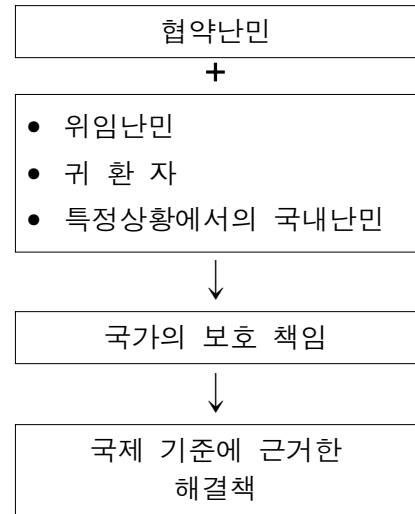 협약난민
+
• 위임난민
• 귀 환 자
• 특정상황에서의 국내난민
↓
국가의 보호 책임
↓
국제 기준에 근거한
해결책